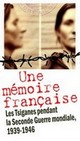 Une
mémoire
française
Les Tsiganes pendant
la Seconde Guerre mondiale,
1939-1946